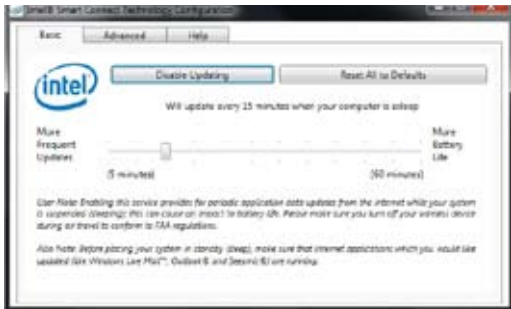 Intel® Smart Connect Technology Configuration
Basic Advanced Help
intel
Disable Updating Reset All to Defaults
Will update every 15 minutes when your computer is asleep
More
Frequent
Updates
More
Battery
Life
(5 minutes) (60 minutes)
User Note: Enabling this service provides for periodic application data updates from the internet while your system
is suspended (sleeping); this can cause an impact to battery life. Please make sure you turn off your wireless device
during air travel to conform to FAA regulations.
Also Note: Before placing your system in standby (sleep), make sure that internet applications which you would like
updated (like Windows Live Mail™, Outlook® and Seesmic®) are running.